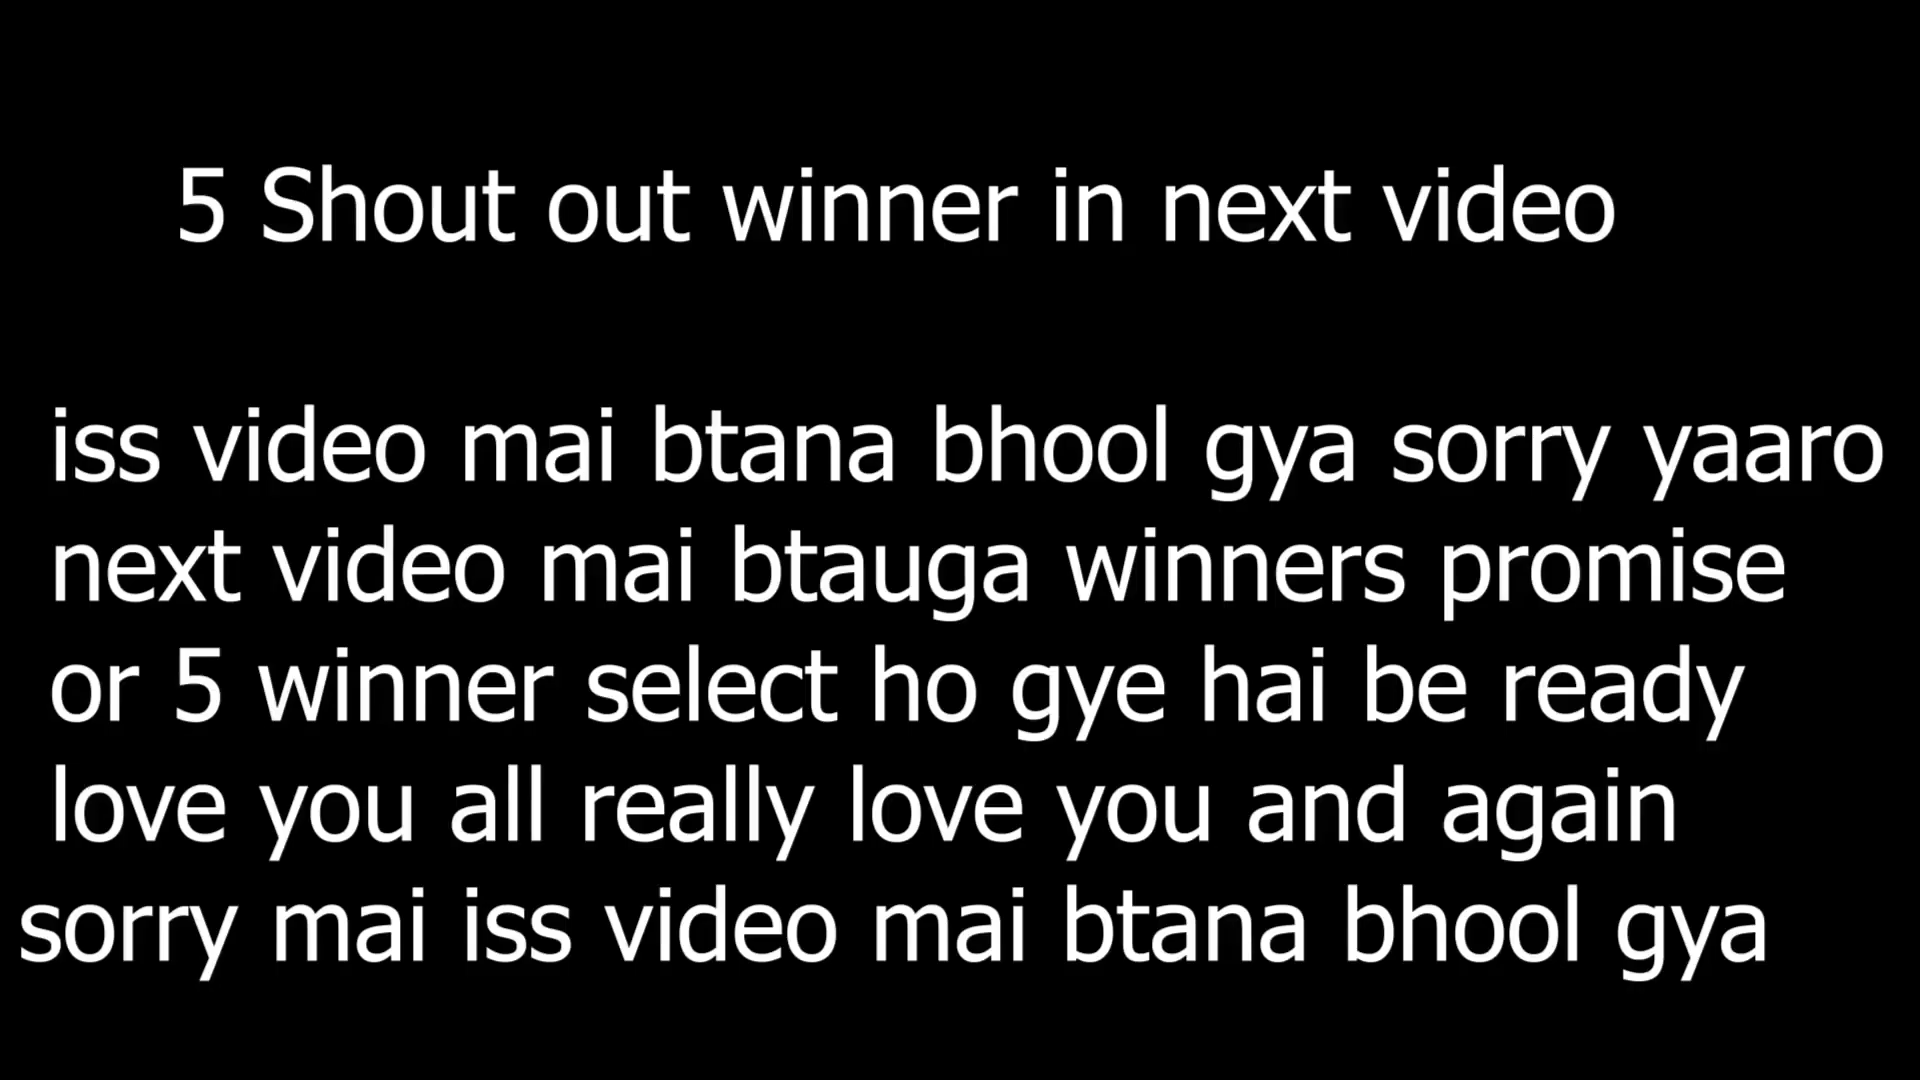 5 Shout out winner in next video
iss video mai btana bhool gya sorry yaaro
next video mai btauga winners promise
or 5 winner select ho gye hai be ready
love you all really love you and again
sorry mai iss video mai btana bhool gya